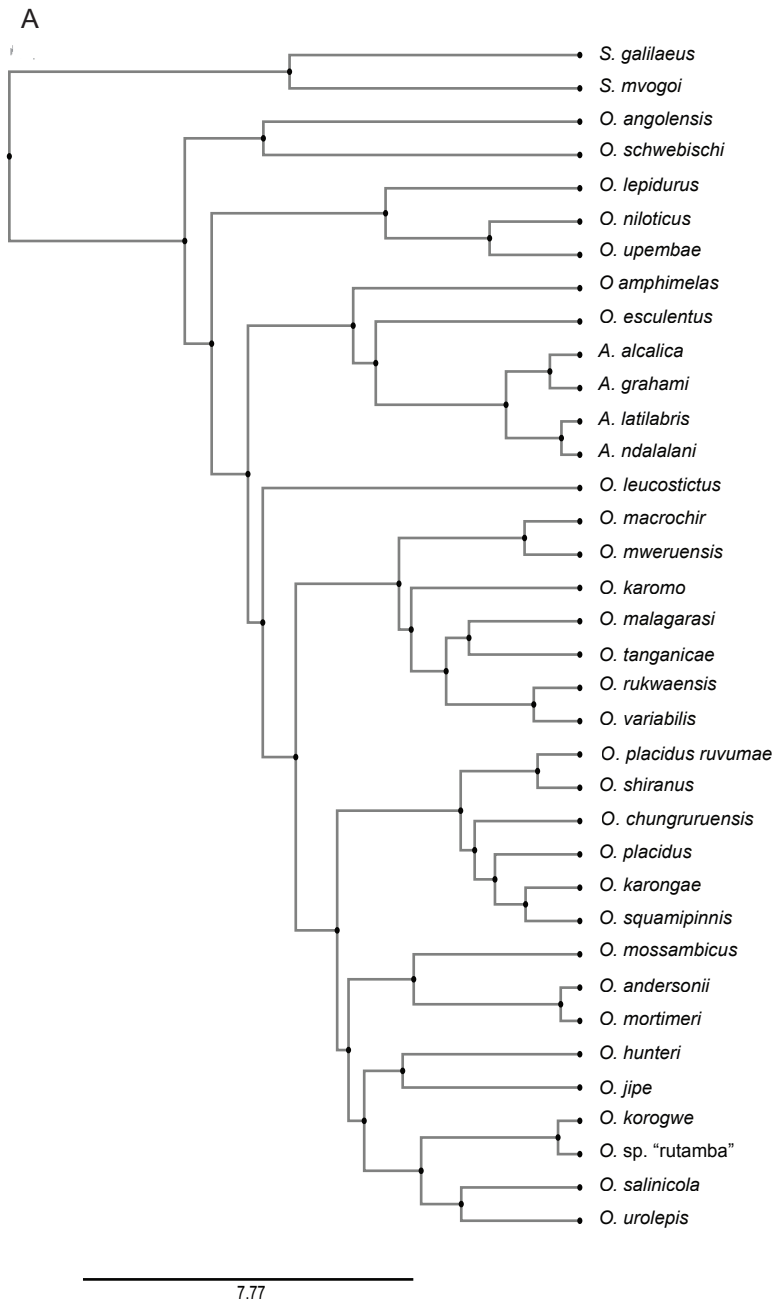 A
S. galilaeus
S. mvogoi
O. angolensis
O. schwebischi
O. lepidurus
O. niloticus
O. upembae
O amphimelas
O. esculentus
A. alcalica
A. grahami
A. latilabris
A. ndalalani
O. leucostictus
O. macrochir
O. mweruensis
O. karomo
O. malagarasi
O. tanganicae
O. rukwaensis
O. variabilis
O. placidus ruvumae
O. shiranus
O. chungruruensis
O. placidus
O. karongae
O. squamipinnis
O. mossambicus
O. andersonii
O. mortimeri
O. hunteri
O. jipe
O. korogwe
O. sp. “rutamba”
O. salinicola
O. urolepis
7.77